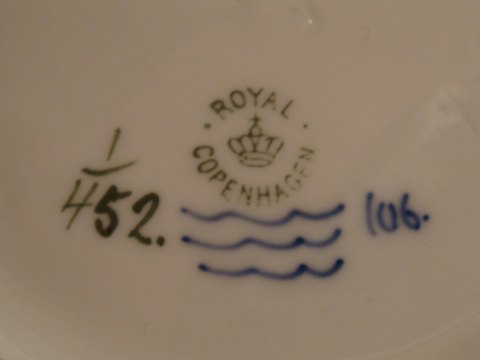 ROYAL
COPENHAGEN
1
452.
106.